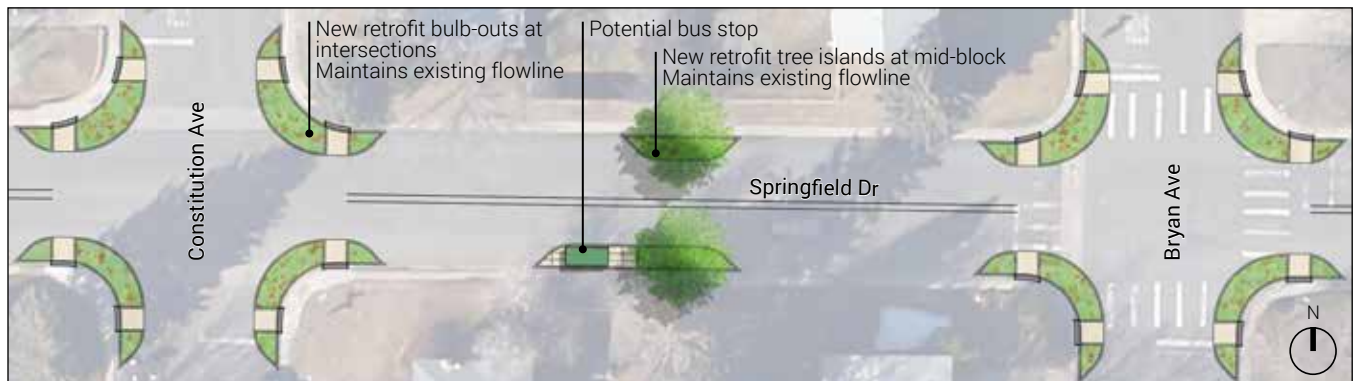 New retrofit bulb-outs at
intersections
Maintains existing flowline
Potential bus stop
New retrofit tree islands at mid-block
Maintains existing flowline
Constitution Ave
Springfield Dr
Bryan Ave
N